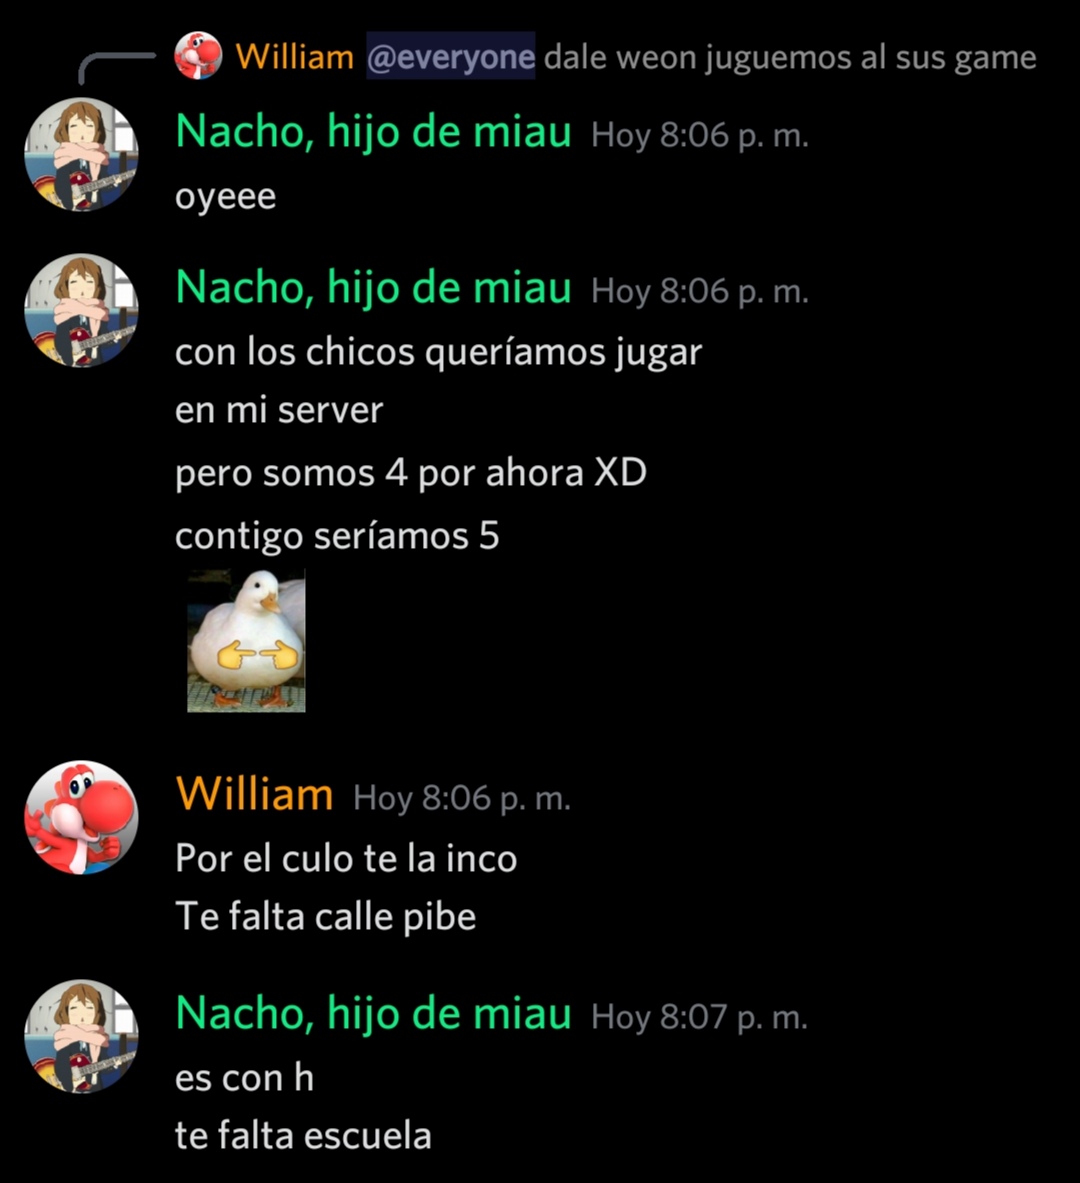 William @everyone dale weon juguemos al sus game
Nacho, hijo de miau Hoy 8:06 p. m.
oyeee
Nacho, hijo de miau Hoy 8:06 p. m.
con los chicos queríamos jugar
en mi server
pero somos 4 por ahora XD
contigo seríamos 5
William Hoy 8:06 p. m.
Por el culo te la inco
Te falta calle pibe
Nacho, hijo de miau Hoy 8:07 p. m.
es con h
te falta escuela